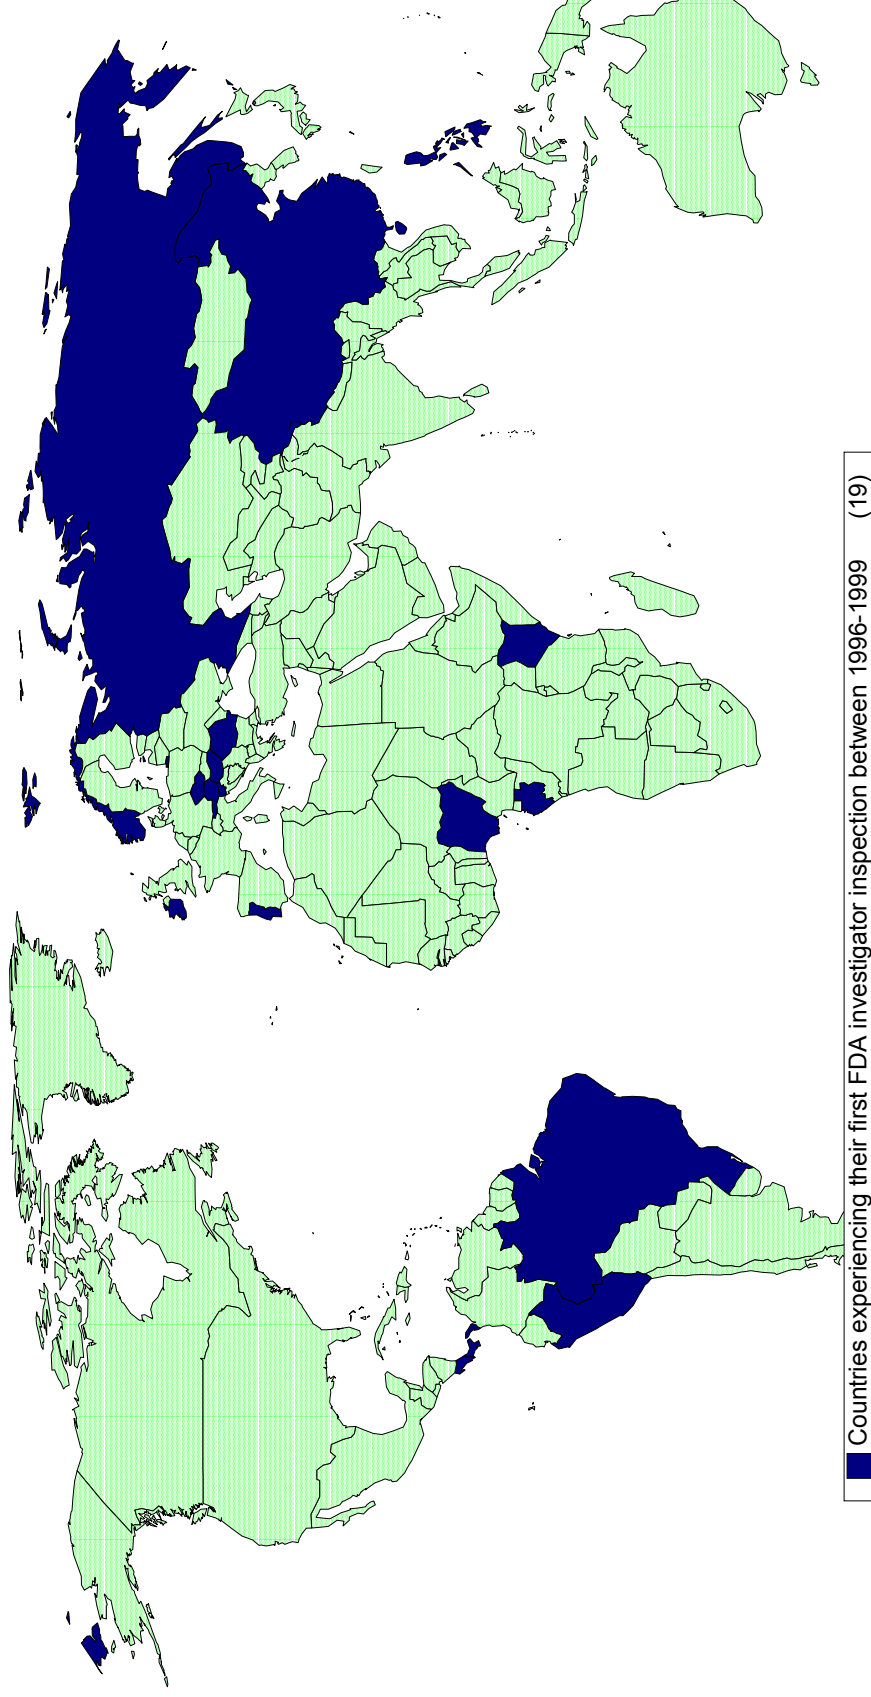 Countries experiencing their first FDA investigator inspection between 1996-1999 (19)